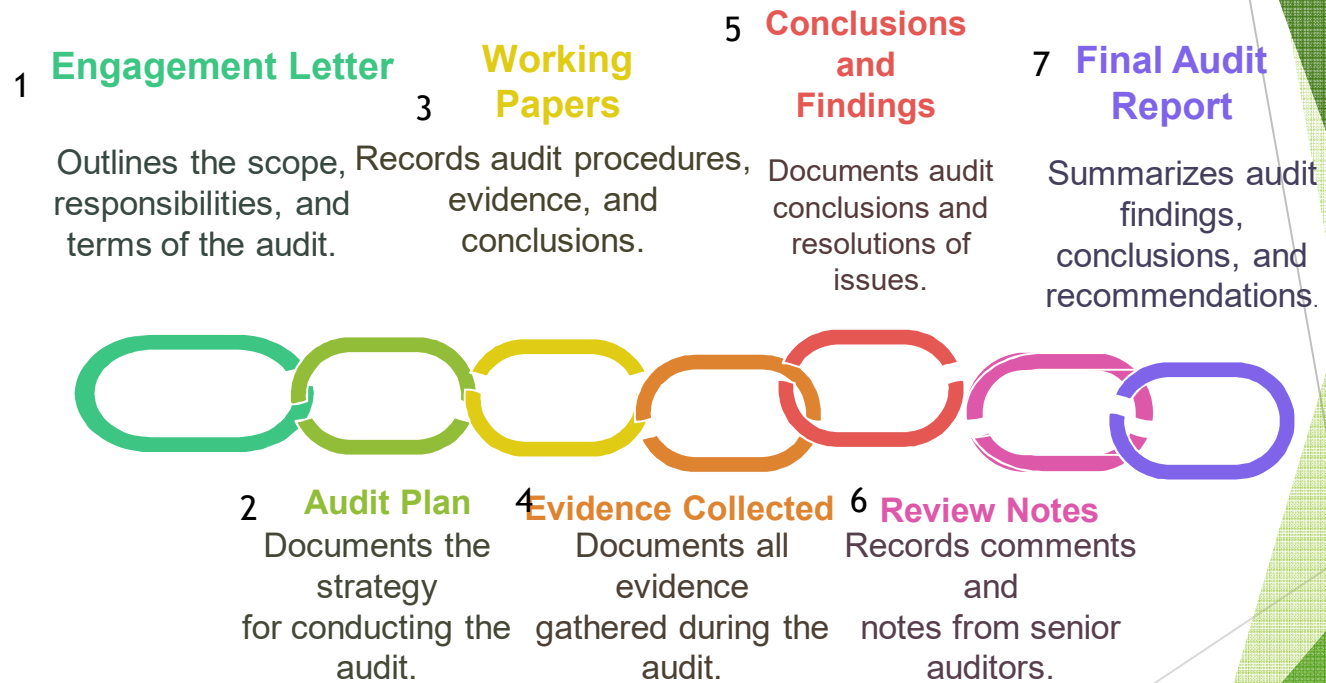 1
Engagement Letter
Outlines the scope,
responsibilities, and
terms of the audit.
2
Audit Plan
Documents the
strategy
for conducting the
audit.
3
Working
Papers
Records audit procedures,
evidence, and
conclusions.
4
Evidence Collected
Documents all
evidence
gathered during the
audit.
5
Conclusions
and
Findings
Documents audit
conclusions and
resolutions of
issues.
6
Review Notes
Records comments
and
notes from senior
auditors.
7
Final Audit
Report
Summarizes audit
findings,
conclusions, and
recommendations.